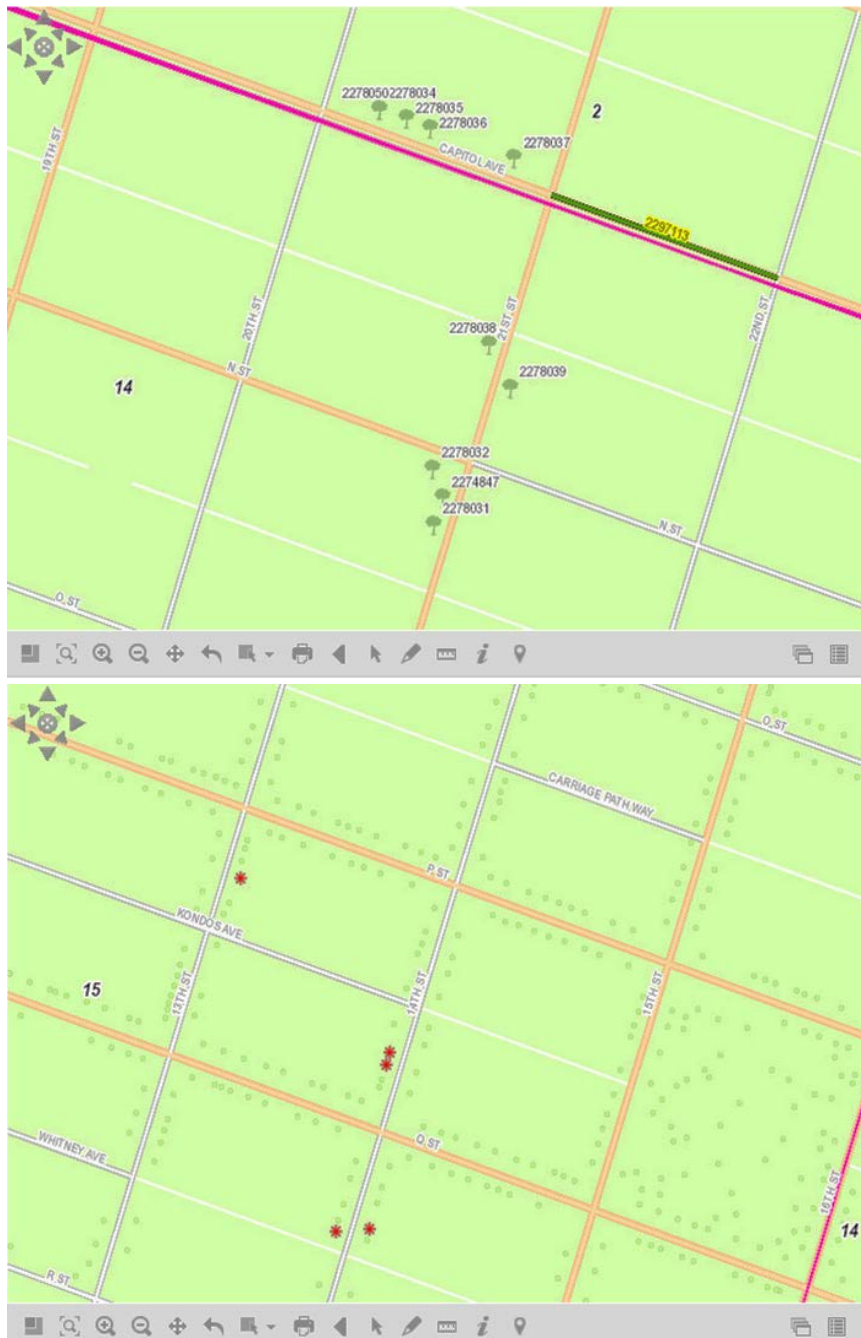 2278050 2278034
2278035
2278036
2
2278037
CAPITOL AVE
19TH ST
2297113
20TH ST
21ST ST
22ND ST
2278038
N ST
14
2278039
2278032
2274847
2278031
N ST
O ST
O ST
CARRIAGE PATH WAY
P ST
KONDOS AVE
15
13TH ST
14TH ST
15TH ST
Q ST
WHITNEY AVE
16TH ST
14
R ST